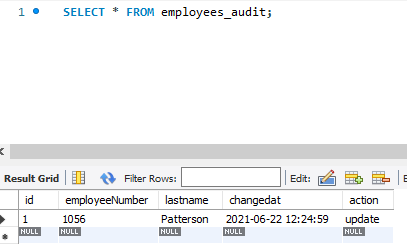 1 SELECT * FROM employees_audit;
Result Grid Filter Rows: Edit:
id employeeNumber lastname changedat action
1 1056 Patterson 2021-06-22 12:24:59 update
NULL NULL NULL NULL NULL